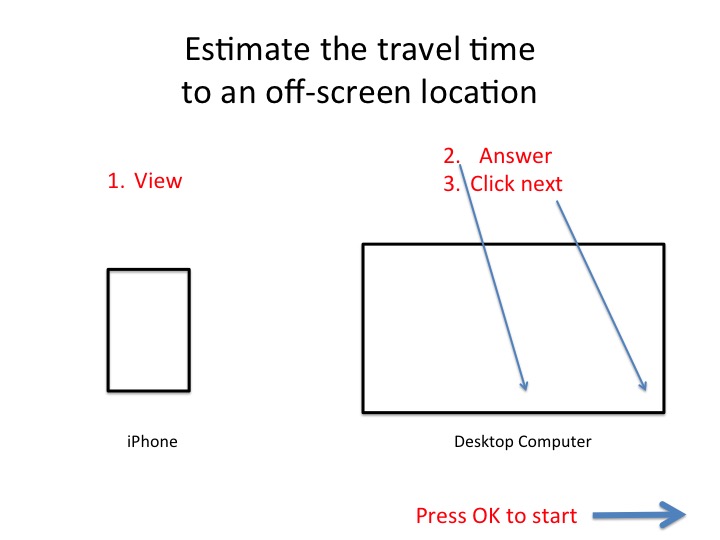 Estimate the travel time
to an off-screen location
1. View
2. Answer
3. Click next
iPhone
Desktop Computer
Press OK to start